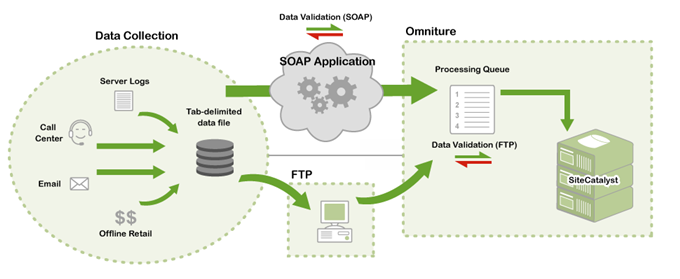 Data Validation (SOAP)
Data Collection
Omniture
SOAP Application
Server Logs
Processing Queue
Tab-delimited
data file
1
2
3
4
Call
Center
Data Validation (FTP)
FTP
SiteCatalyst
Email
$$
Offline Retail